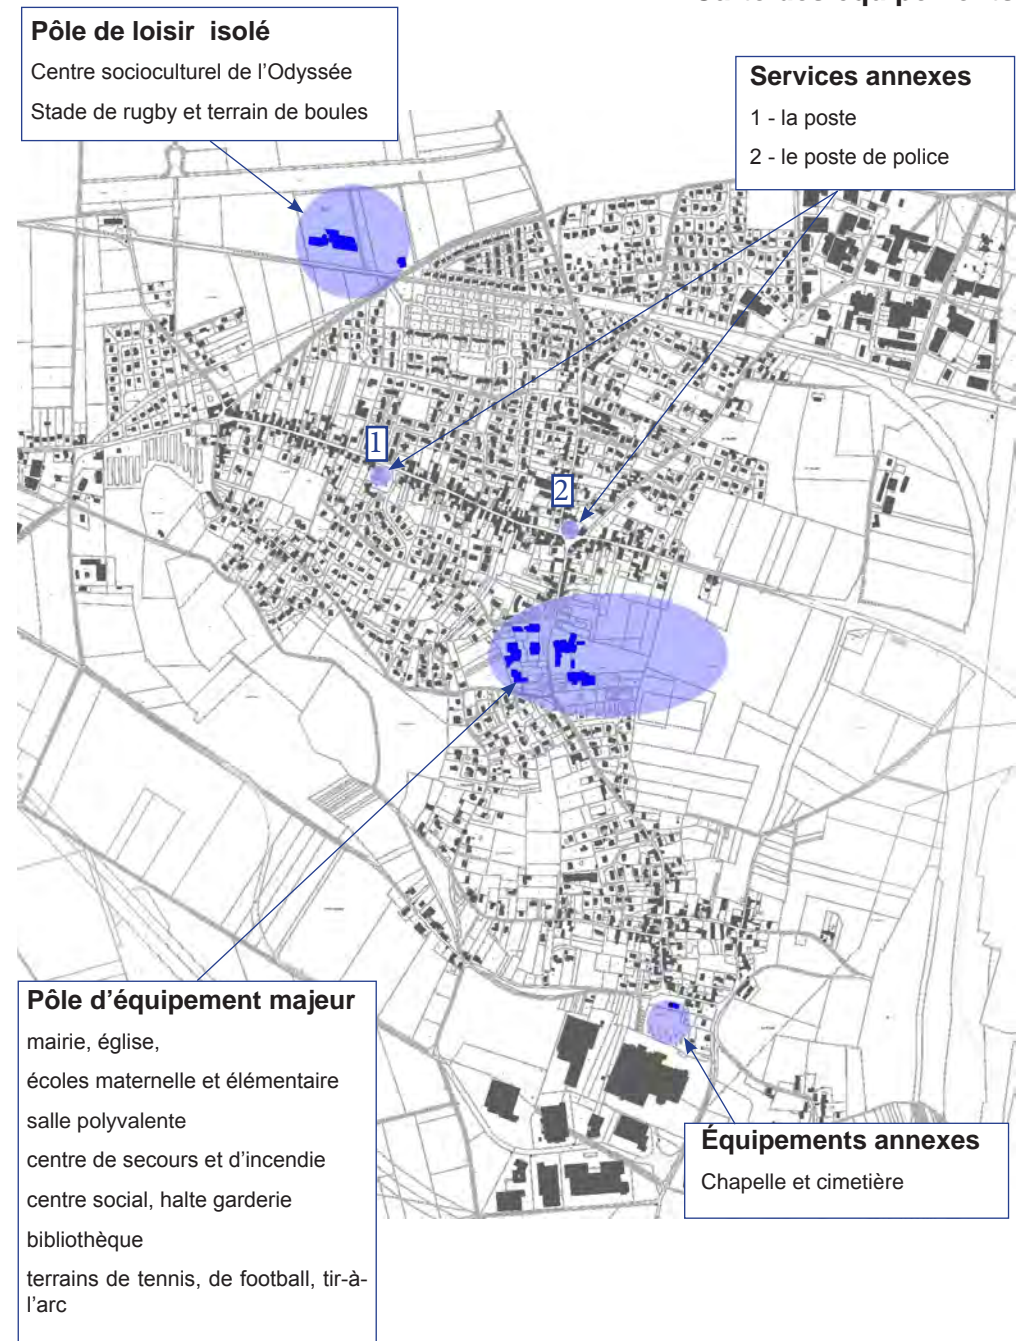 Pôle de loisir isolé
Centre socioculturel de l'Odyssée
Stade de rugby et terrain de boules
Services annexes
1 - la poste
2 - le poste de police
1
2
Pôle d'équipement majeur
mairie, église,
écoles maternelle et élémentaire
salle polyvalente
centre de secours et d'incendie
centre social, halte garderie
bibliothèque
terrains de tennis, de football, tir-à-
l'arc
Équipements annexes
Chapelle et cimetière